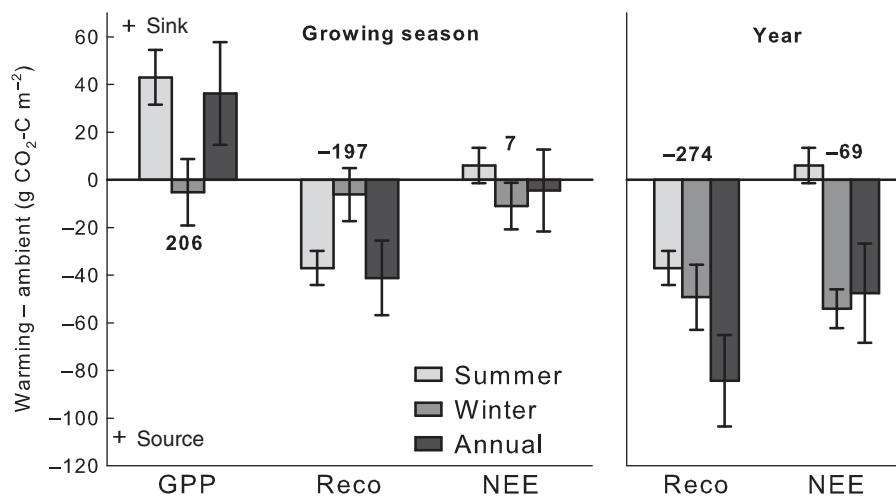 + Sink
Growing season
Year
60
40
20
0
–20
–40
–60
–80
–100
–120
Warming – ambient (g CO₂-C m⁻²)
206
–197
7
–274
–69
Summer
Winter
Annual
+ Source
GPP
Reco
NEE
Reco
NEE